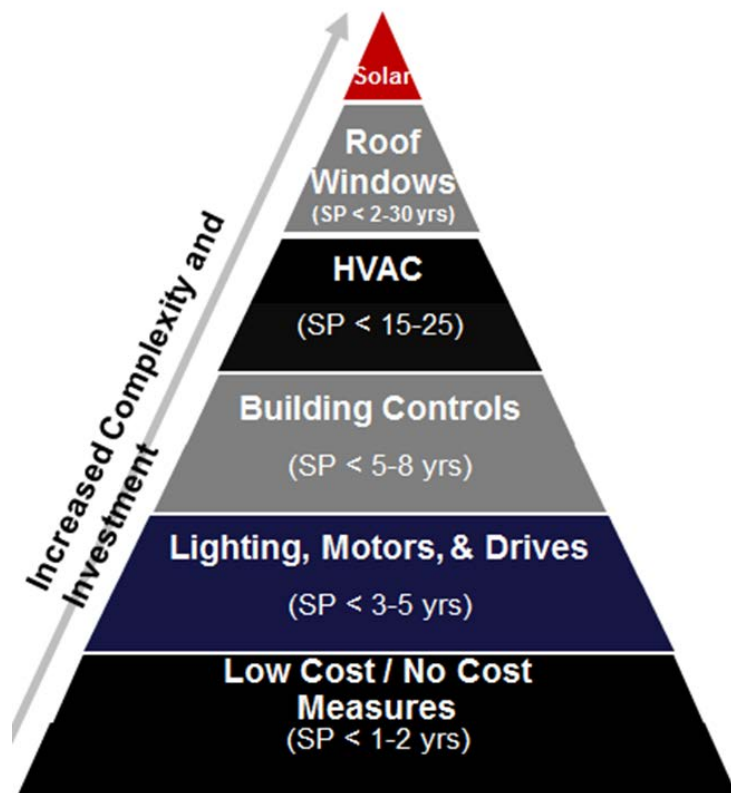 Solar
Roof
Windows
(SP < 2-30 yrs)
HVAC
(SP < 15-25)
Building Controls
(SP < 5-8 yrs)
Lighting, Motors, & Drives
(SP < 3-5 yrs)
Low Cost / No Cost
Measures
(SP < 1-2 yrs)
Increased Complexity and
Investment